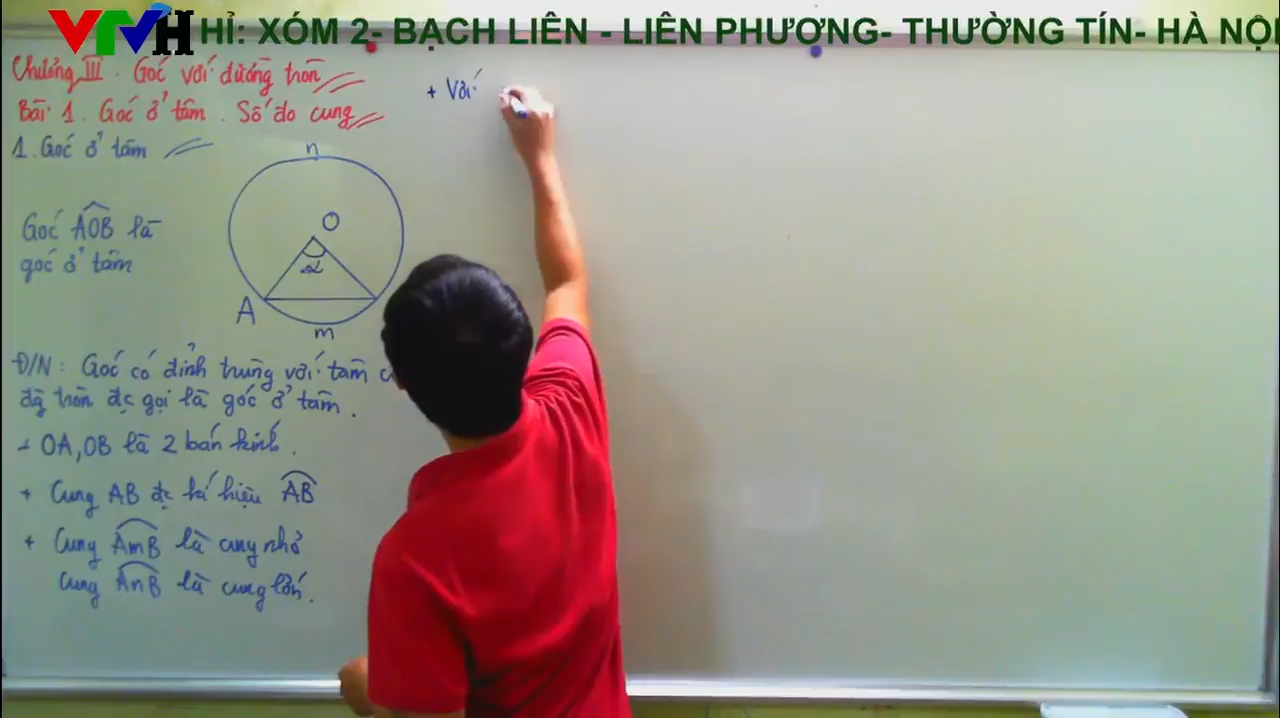 VTVH
HỈ: XÓM 2- BẠCH LIÊN - LIÊN PHƯỢNG- THƯỜNG TÍN- HÀ NỘI
Chương III. Góc với đường tròn
Bài 1. Góc ở tâm. Số đo cung
1. Góc ở tâm
+ Với
n
O
α
A
m
Góc AOB là
góc ở tâm
Đ/N: Góc có đỉnh trùng với tâm
đg tròn đc gọi là góc ở tâm.
+ OA, OB là 2 bán kính.
+ Cung AB đc kí hiệu AB
+ Cung AmB là cung nhỏ
Cung AnB là cung lớn.